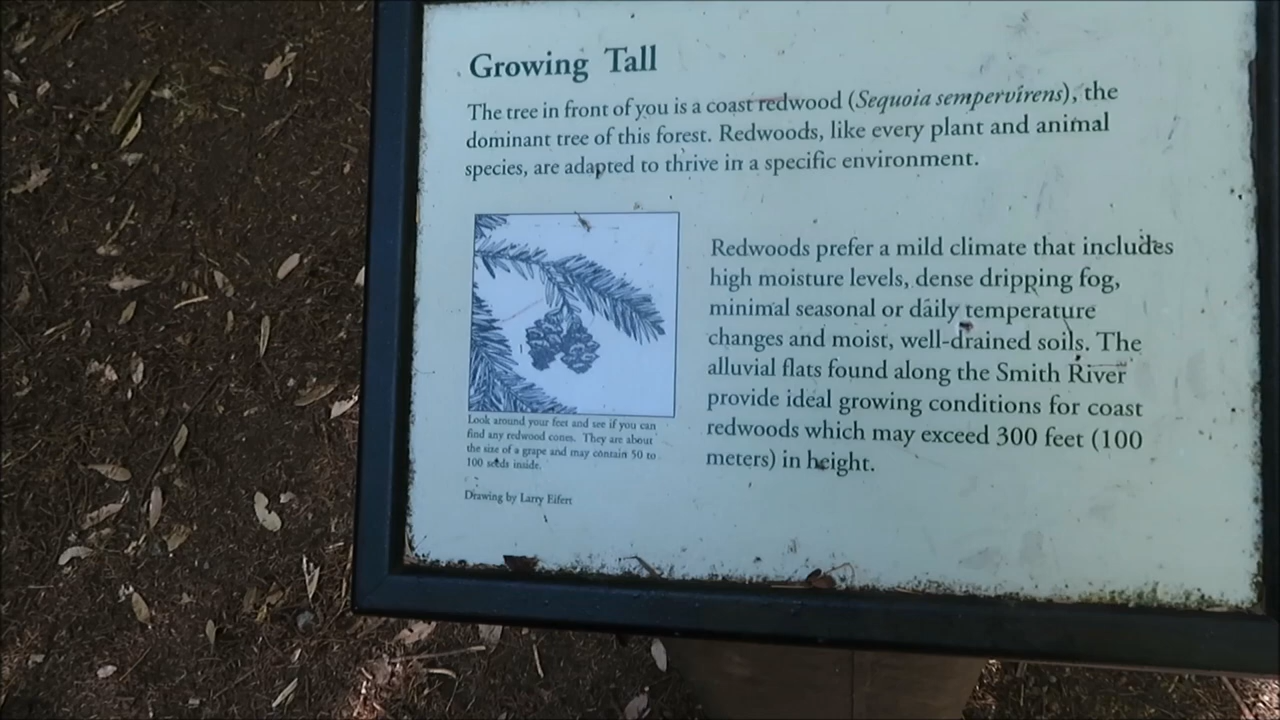 Growing Tall
The tree in front of you is a coast redwood (Sequoia sempervirens), the
dominant tree of this forest. Redwoods, like every plant and animal
species, are adapted to thrive in a specific environment.
Redwoods prefer a mild climate that includes
high moisture levels, dense dripping fog,
minimal seasonal or daily temperature
changes and moist, well-drained soils. The
alluvial flats found along the Smith River
provide ideal growing conditions for coast
redwoods which may exceed 300 feet (100
meters) in height.
Look around your feet and see if you can
find any redwood cones. They are about
the size of a grape and may contain 50 to
100 seeds inside.
Drawing by Larry Eifert